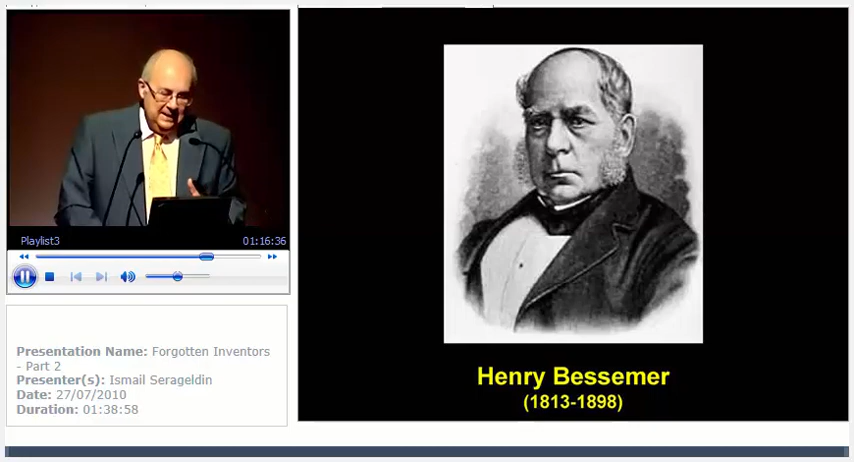 Playlist3
01:16:36
Presentation Name: Forgotten Inventors
- Part 2
Presenter(s): Ismail Serageldin
Date: 27/07/2010
Duration: 01:38:58
Henry Bessemer
(1813-1898)